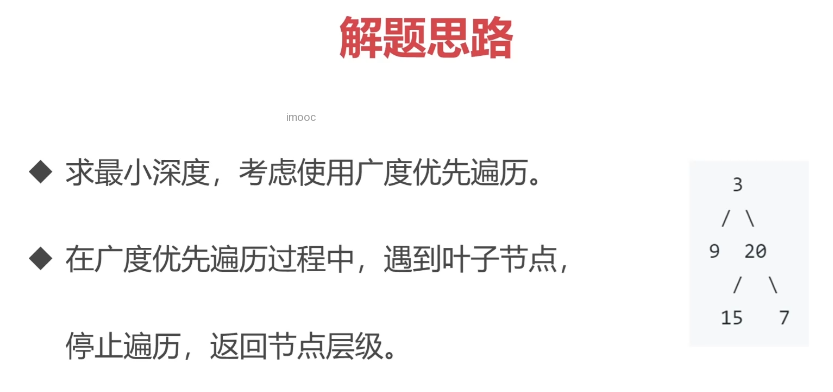 解题思路
imooc
◆ 求最小深度，考虑使用广度优先遍历。
◆ 在广度优先遍历过程中，遇到叶子节点，
停止遍历，返回节点层级。
3
/ \
9 20
/ \
15 7